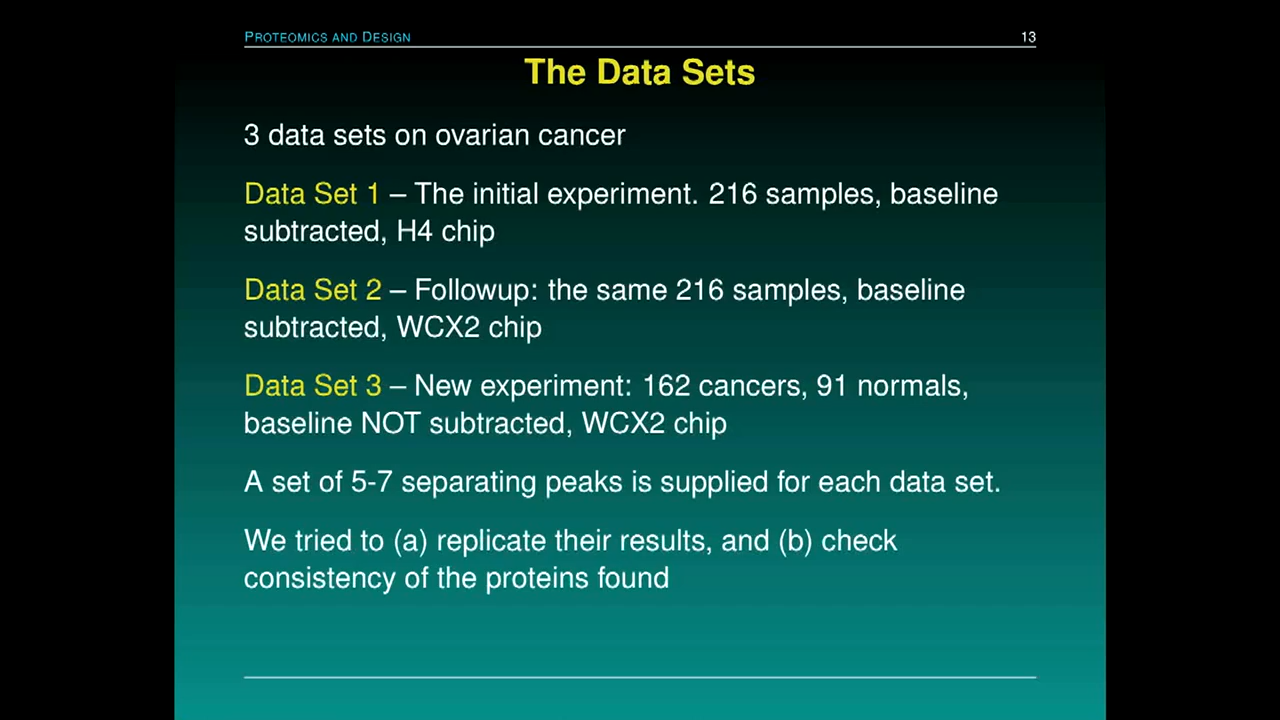 PROTEOMICS AND DESIGN 13
The Data Sets
3 data sets on ovarian cancer
Data Set 1 – The initial experiment. 216 samples, baseline
subtracted, H4 chip
Data Set 2 – Followup: the same 216 samples, baseline
subtracted, WCX2 chip
Data Set 3 – New experiment: 162 cancers, 91 normals,
baseline NOT subtracted, WCX2 chip
A set of 5-7 separating peaks is supplied for each data set.
We tried to (a) replicate their results, and (b) check
consistency of the proteins found